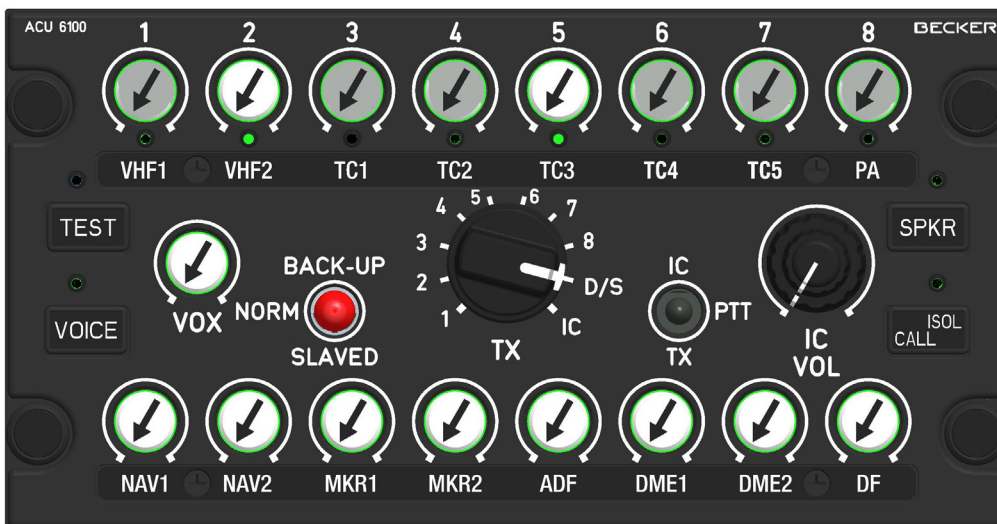 ACU 6100
BECKER
1 2 3 4 5 6 7 8
VHF1 VHF2 TC1 TC2 TC3 TC4 TC5 PA
TEST
VOICE
VOX
BACK-UP
NORM
SLAVED
1 2 3 4 5 6 7 8 D/S IC
TX
IC
PTT
TX
IC
VOL
SPKR
ISOL
CALL
NAV1 NAV2 MKR1 MKR2 ADF DME1 DME2 DF